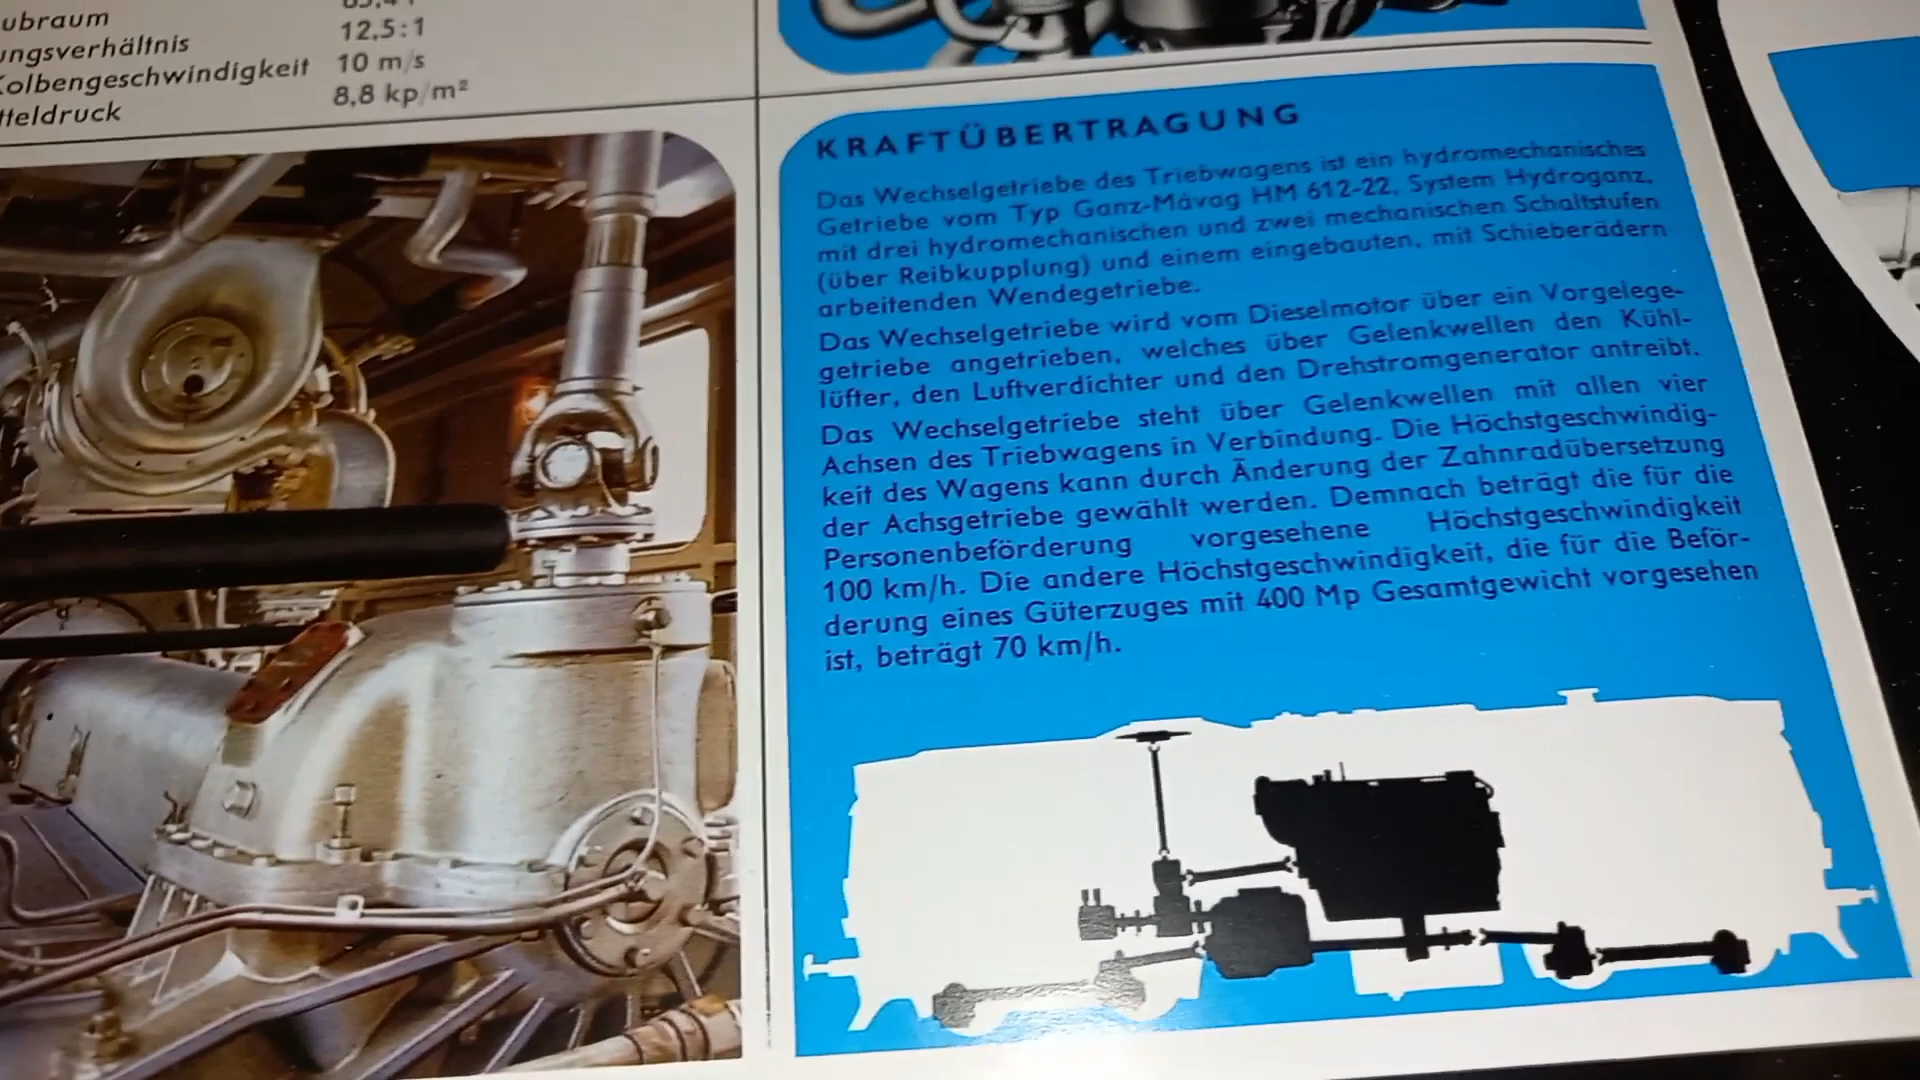 ubraum
ungsverhältnis 12,5:1
Kolbengeschwindigkeit 10 m/s
tteldruck 8,8 kp/m²
KRAFTÜBERTRAGUNG
Das Wechselgetriebe des Triebwagens ist ein hydromechanisches
Getriebe vom Typ Ganz-Mávag HM 612-22, System Hydroganz,
mit drei hydromechanischen und zwei mechanischen Schaltstufen
(über Reibkupplung) und einem eingebauten, mit Schieberädern
arbeitenden Wendegetriebe.
Das Wechselgetriebe wird vom Dieselmotor über ein Vorgelege-
getriebe angetrieben, welches über Gelenkwellen den Kühl-
lüfter, den Luftverdichter und den Drehstromgenerator antreibt.
Das Wechselgetriebe steht über Gelenkwellen mit allen vier
Achsen des Triebwagens in Verbindung. Die Höchstgeschwindig-
keit des Wagens kann durch Änderung der Zahnradübersetzung
der Achsgetriebe gewählt werden. Demnach beträgt die für die
Personenbeförderung vorgesehene Höchstgeschwindigkeit
100 km/h. Die andere Höchstgeschwindigkeit, die für die Beför-
derung eines Güterzuges mit 400 Mp Gesamtgewicht vorgesehen
ist, beträgt 70 km/h.